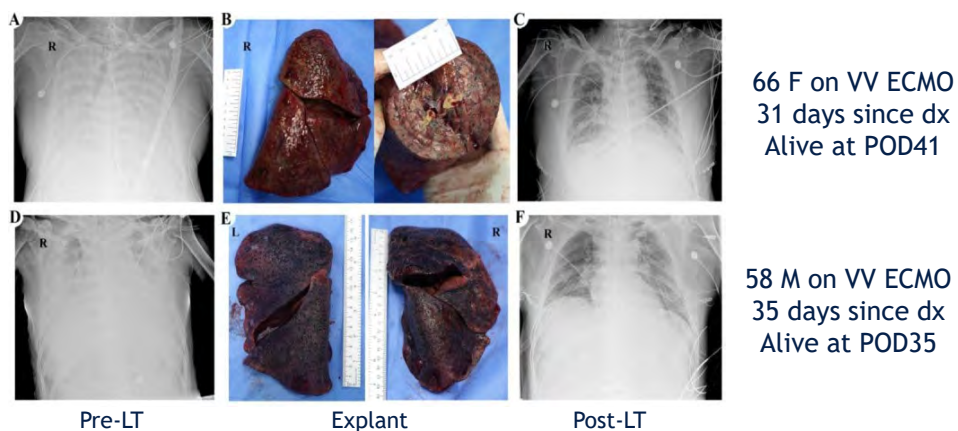 A
R
B
R
C
R
66 F on VV ECMO
31 days since dx
Alive at POD41
D
R
E
L
R
F
R
58 M on VV ECMO
35 days since dx
Alive at POD35
Pre-LT
Explant
Post-LT